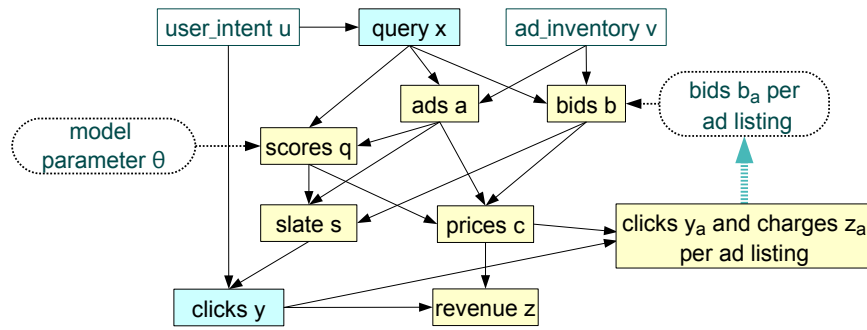 user_intent u
query x
ad_inventory v
ads a
bids b
bids ba per
ad listing
model
parameter θ
scores q
slate s
prices c
clicks ya and charges za
per ad listing
clicks y
revenue z